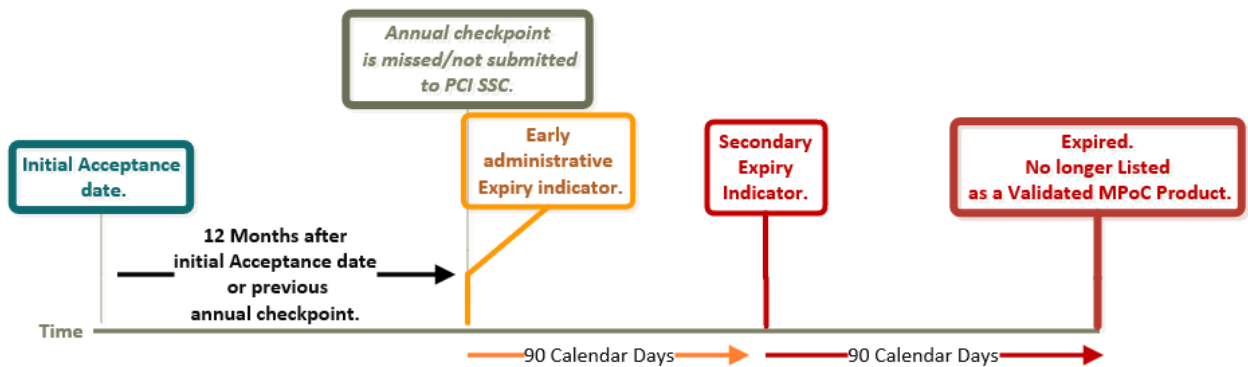 Annual checkpoint
is missed/not submitted
to PCI SSC.
Initial Acceptance
date.
Early
administrative
Expiry indicator.
Secondary
Expiry
Indicator.
Expired.
No longer Listed
as a Validated MPoC Product.
12 Months after
initial Acceptance date
or previous
annual checkpoint.
Time
90 Calendar Days
90 Calendar Days